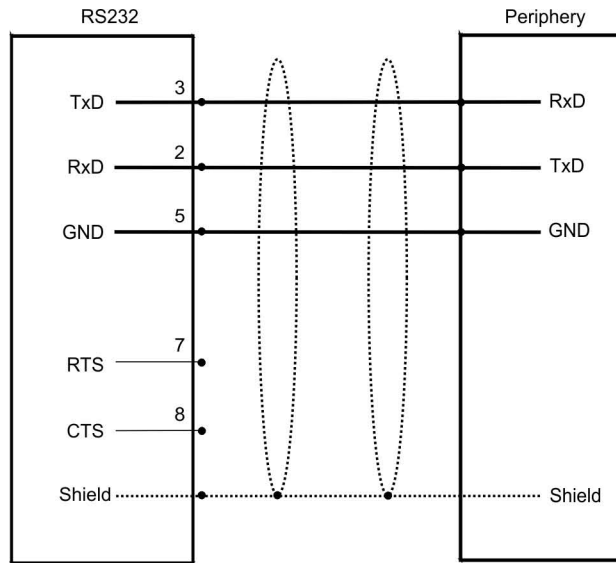 RS232 Periphery
TxD 3 RxD
RxD 2 TxD
GND 5 GND
RTS 7
CTS 8
Shield Shield